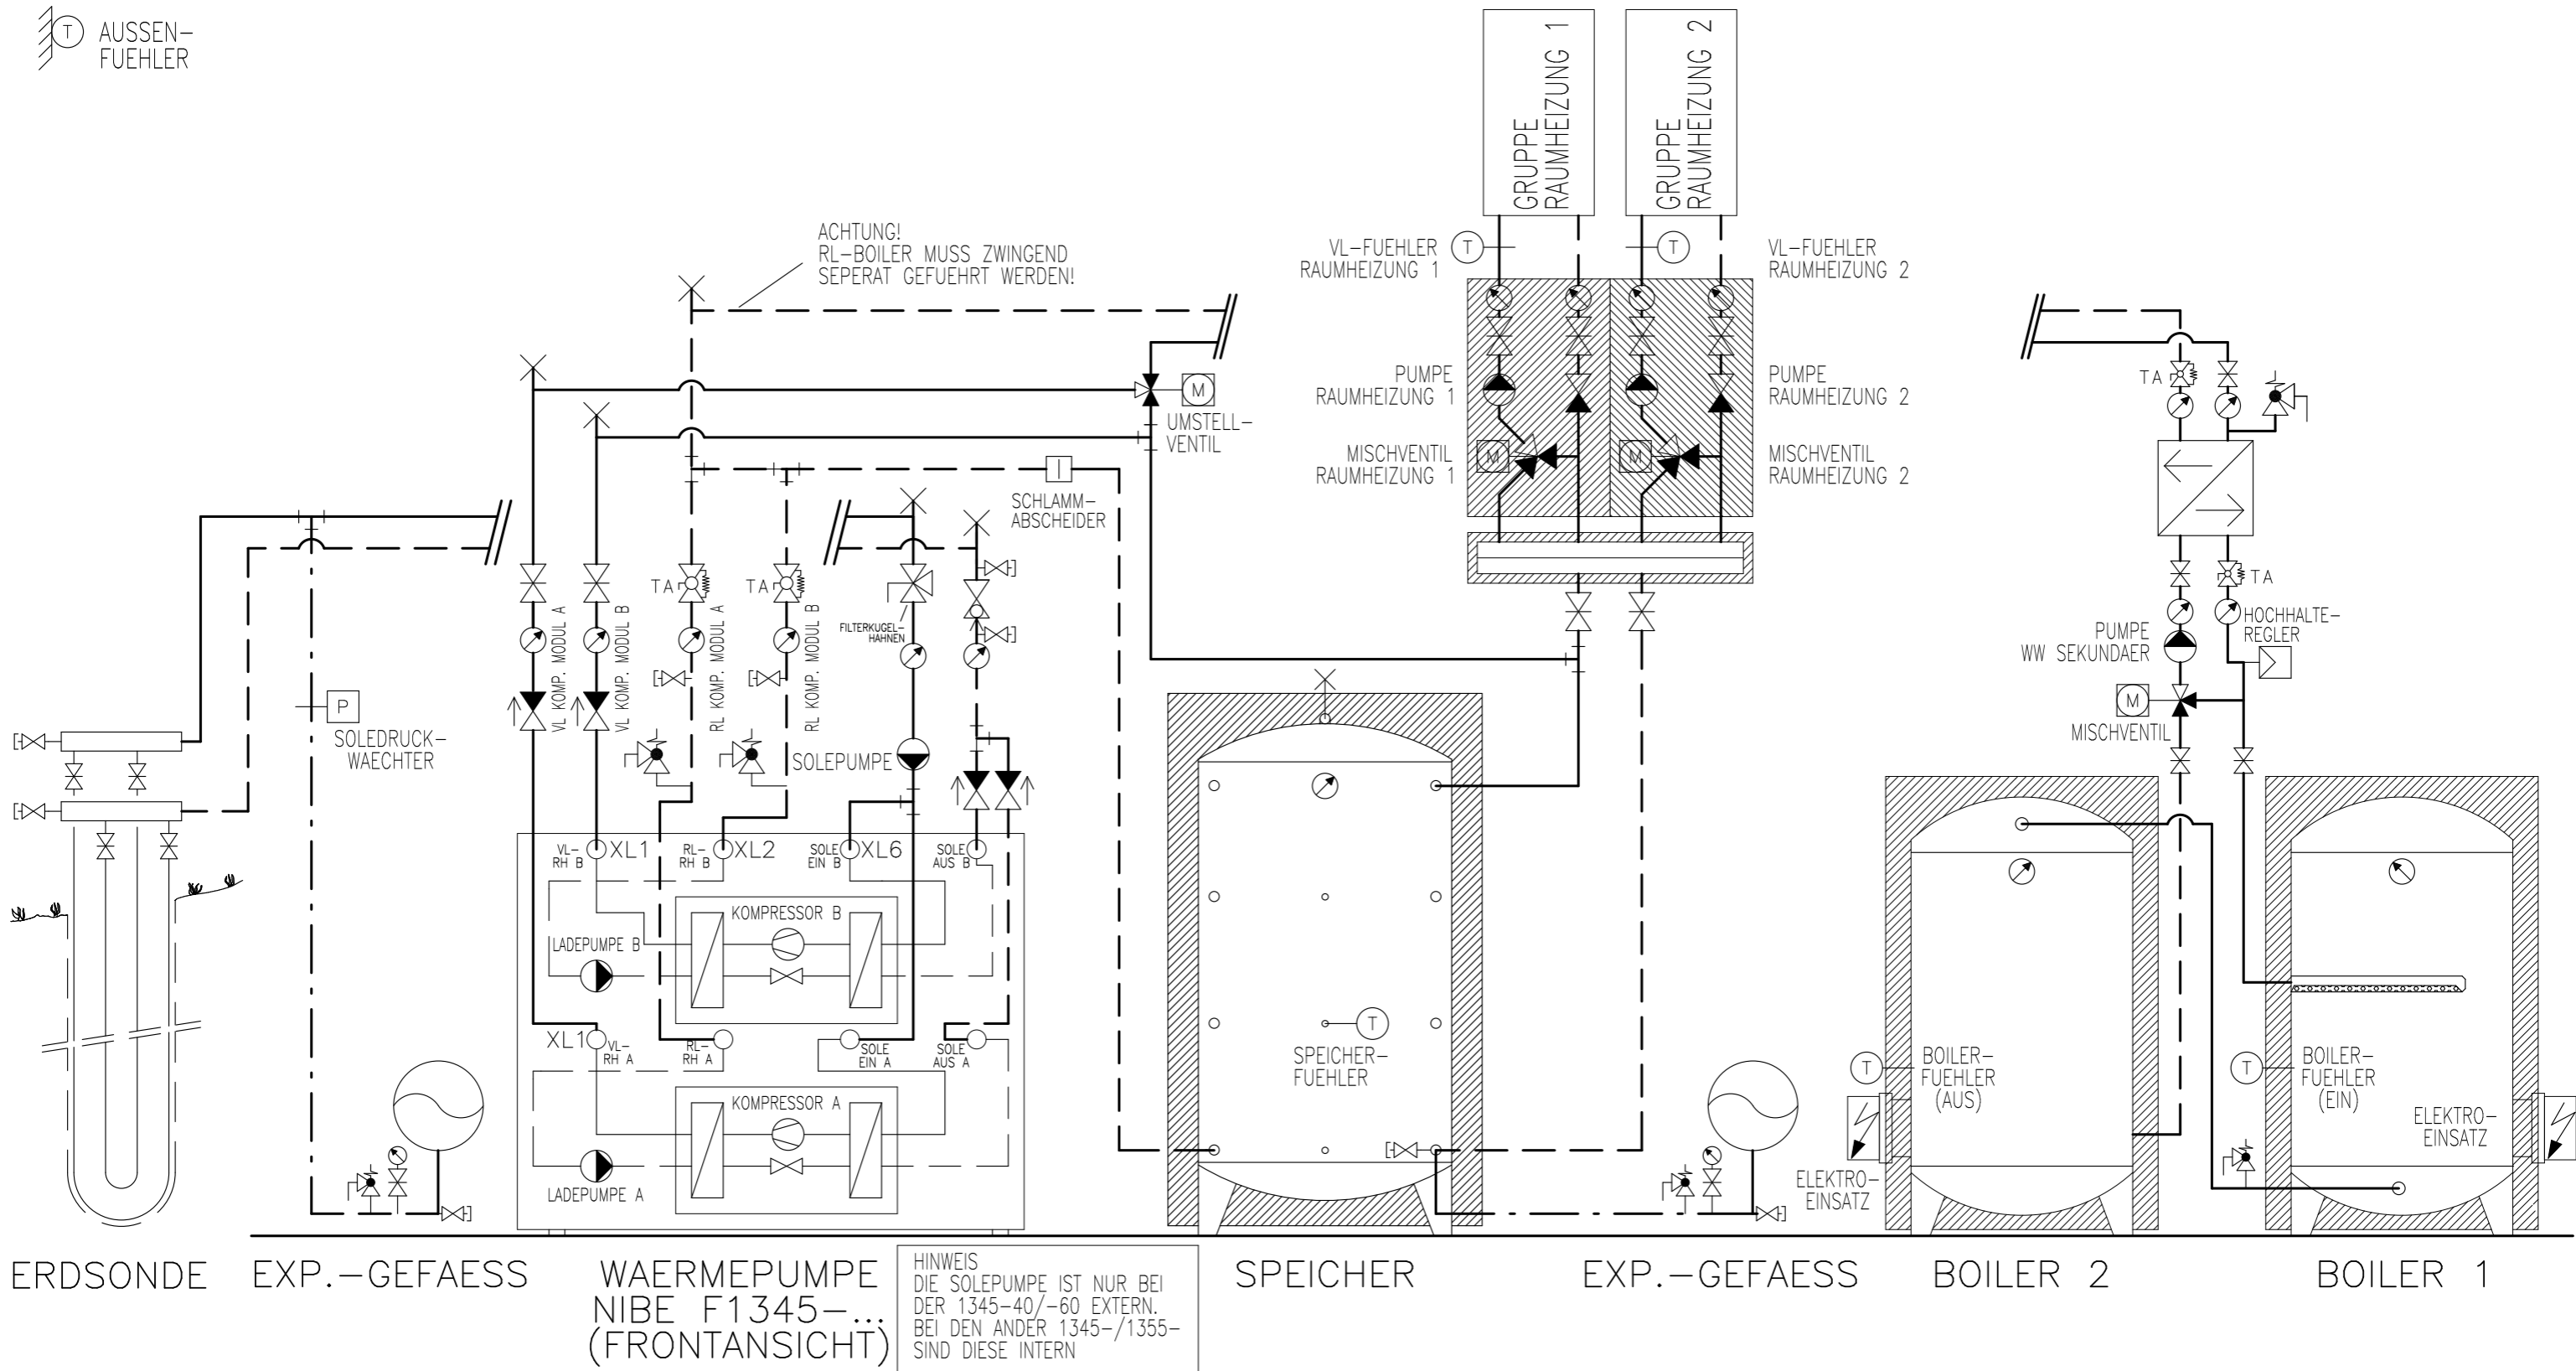 T
AUSSEN-
FUEHLER
GRUPPE
RAUMHEIZUNG 1
GRUPPE
RAUMHEIZUNG 2
ACHTUNG!
RL-BOILER MUSS ZWINGEND
SEPERAT GEFUEHRT WERDEN!
VL-FUEHLER
RAUMHEIZUNG 1
T
T
VL-FUEHLER
RAUMHEIZUNG 2
PUMPE
RAUMHEIZUNG 1
PUMPE
RAUMHEIZUNG 2
MISCHVENTIL
RAUMHEIZUNG 1
M
M
MISCHVENTIL
RAUMHEIZUNG 2
M
UMSTELL-
VENTIL
TA
SCHLAMM-
ABSCHEIDER
TA
TA
TA
VL KOMP. MODUL A
VL KOMP. MODUL B
RL KOMP. MODUL A
RL KOMP. MODUL B
FILTERKUGEL-
HAHNEN
HOCHHALTE-
REGLER
PUMPE
WW SEKUNDAER
M
MISCHVENTIL
P
SOLEDRUCK-
WAECHTER
SOLEPUMPE
VL-
RH B
XL1
RL-
RH B
XL2
SOLE
EIN B
XL6
SOLE
AUS B
KOMPRESSOR B
LADEPUMPE B
XL1
VL-
RH A
RL-
RH A
SOLE
EIN A
SOLE
AUS A
KOMPRESSOR A
LADEPUMPE A
T
SPEICHER-
FUEHLER
T
BOILER-
FUEHLER
(AUS)
T
BOILER-
FUEHLER
(EIN)
ELEKTRO-
EINSATZ
ELEKTRO-
EINSATZ
ERDSONDE
EXP.-GEFAESS
WAERMEPUMPE
NIBE F1345-...
(FRONTANSICHT)
HINWEIS
DIE SOLEPUMPE IST NUR BEI
DER 1345-40/-60 EXTERN.
BEI DEN ANDER 1345-/1355-
SIND DIESE INTERN
SPEICHER
EXP.-GEFAESS
BOILER 2
BOILER 1